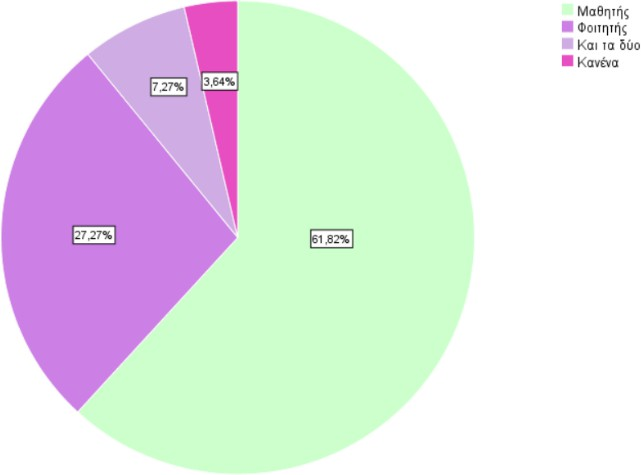 Μαθητής
Φοιτητής
Και τα δύο
Κανένα
7,27%
3,64%
27,27%
61,82%